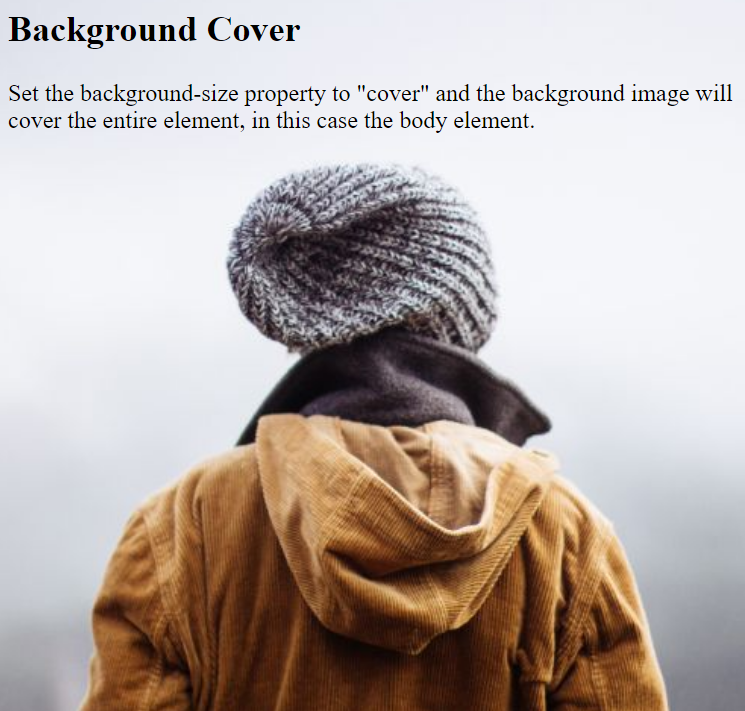 Background Cover
Set the background-size property to "cover" and the background image will
cover the entire element, in this case the body element.